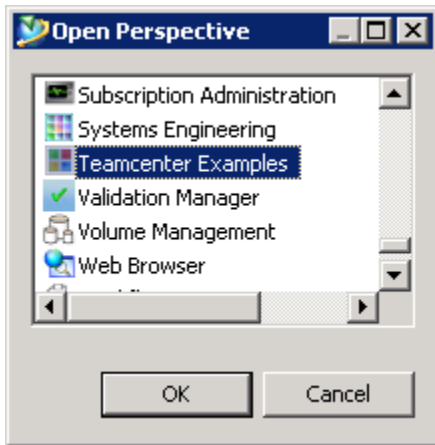 Open Perspective
Subscription Administration
Systems Engineering
Teamcenter Examples
Validation Manager
Volume Management
Web Browser
OK
Cancel